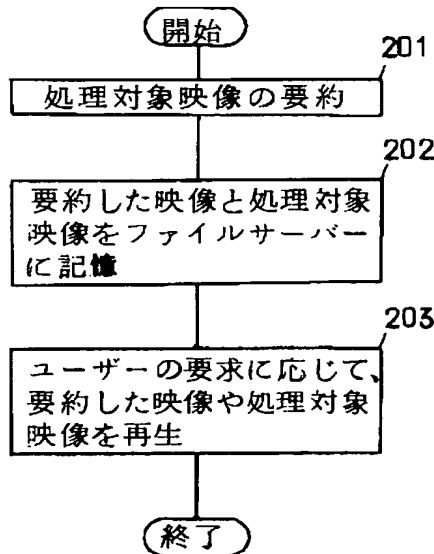 開始
201
処理対象映像の要約
202
要約した映像と処理対象
映像をファイルサーバー
に記憶
203
ユーザーの要求に応じて、
要約した映像や処理対象
映像を再生
終了